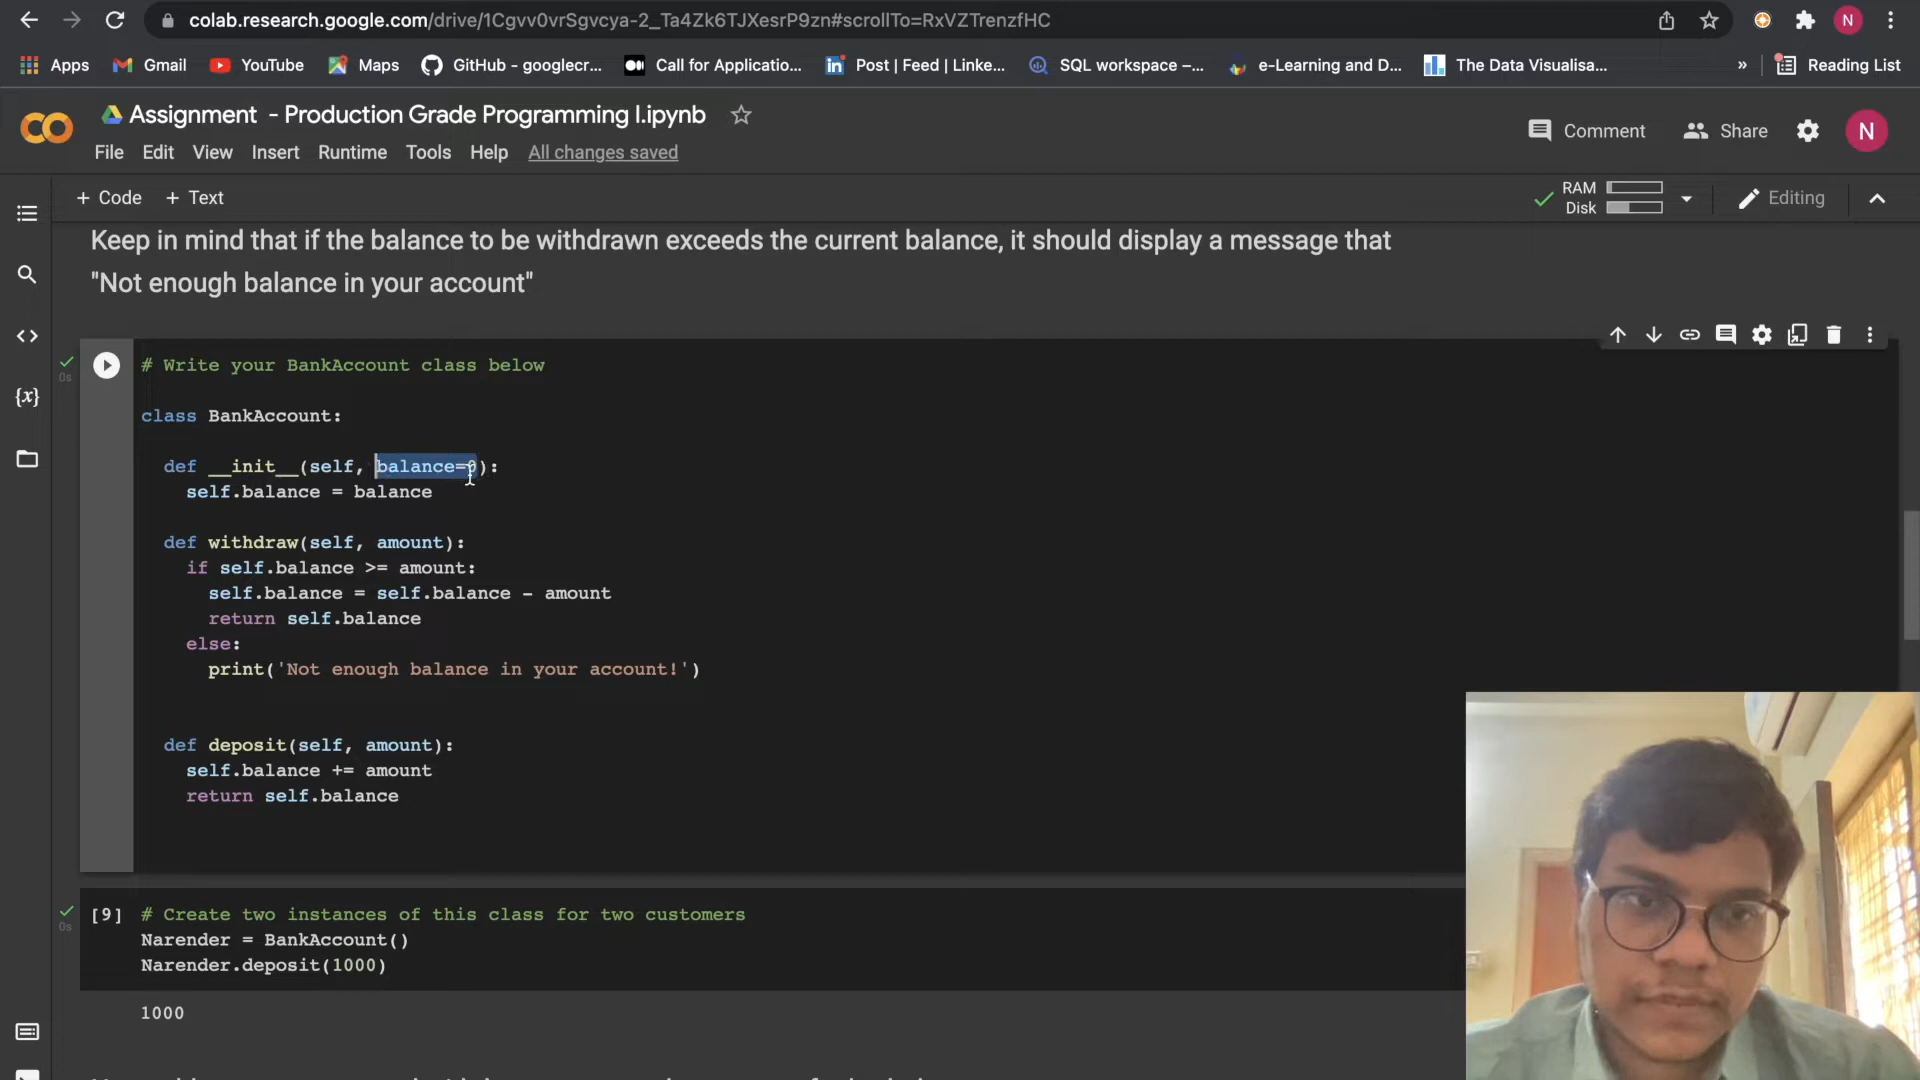 colab.research.google.com/drive/1Cgvv0vrSgvcya-2_Ta4Zk6TJXesrP9zn#scrollTo=RxVZTrenzfHC
N
Apps Gmail YouTube Maps GitHub - googlecr... Call for Applicatio... Post | Feed | Linke... SQL workspace –... e-Learning and D... The Data Visualisa... » Reading List
Assignment - Production Grade Programming I.ipynb
Comment Share N
File Edit View Insert Runtime Tools Help All changes saved
+ Code + Text
RAM
Disk
Editing
Keep in mind that if the balance to be withdrawn exceeds the current balance, it should display a message that
"Not enough balance in your account"
0s
# Write your BankAccount class below
class BankAccount:
def __init__(self, balance=0):
self.balance = balance
def withdraw(self, amount):
if self.balance >= amount:
self.balance = self.balance - amount
return self.balance
else:
print('Not enough balance in your account!')
def deposit(self, amount):
self.balance += amount
return self.balance
0s
[9] # Create two instances of this class for two customers
Narender = BankAccount()
Narender.deposit(1000)
1000